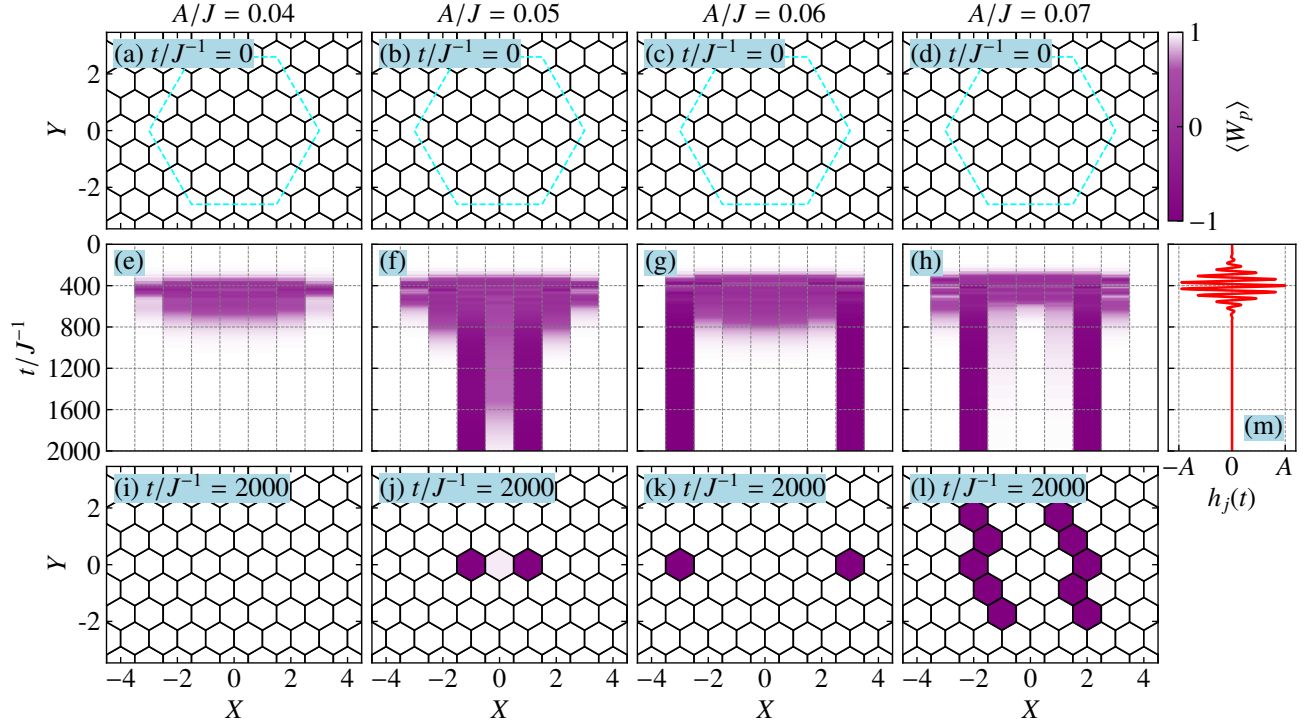 A/J = 0.04 A/J = 0.05 A/J = 0.06 A/J = 0.07
(a) t/J⁻¹ = 0 (b) t/J⁻¹ = 0 (c) t/J⁻¹ = 0 (d) t/J⁻¹ = 0
2
0
-2
Y
1
0
−1
⟨W_p⟩
(e) (f) (g) (h)
0
400
800
1200
1600
2000
t/J⁻¹
(m)
−A 0 A
h_j(t)
(i) t/J⁻¹ = 2000 (j) t/J⁻¹ = 2000 (k) t/J⁻¹ = 2000 (l) t/J⁻¹ = 2000
2
0
-2
Y
−4 −2 0 2 4 −4 −2 0 2 4 −4 −2 0 2 4 −4 −2 0 2 4
X X X X